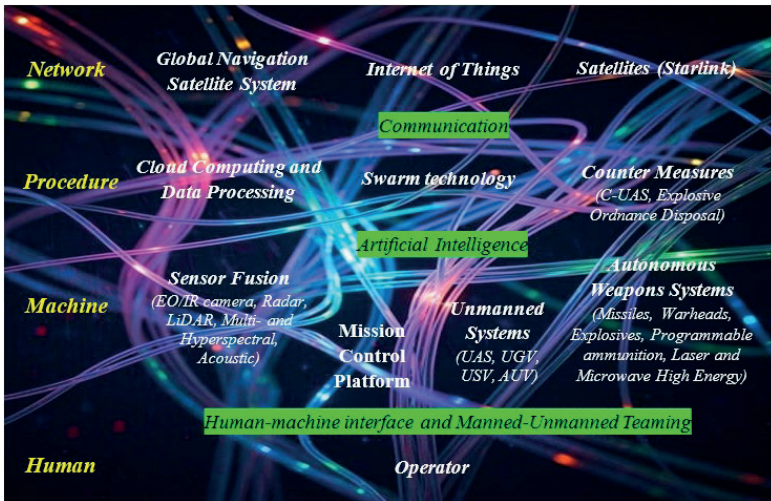 Network
Global Navigation
Satellite System
Internet of Things
Satellites (Starlink)
Communication
Procedure
Cloud Computing and
Data Processing
Swarm technology
Counter Measures
(C-UAS, Explosive
Ordnance Disposal)
Artificial Intelligence
Machine
Sensor Fusion
(EO/IR camera, Radar,
LiDAR, Multi- and
Hyperspectral,
Acoustic)
Mission
Control
Platform
Unmanned
Systems
(UAS, UGV,
USV, AUV)
Autonomous
Weapons Systems
(Missiles, Warheads,
Explosives, Programmable
ammunition, Laser and
Microwave High Energy)
Human-machine interface and Manned-Unmanned Teaming
Human
Operator